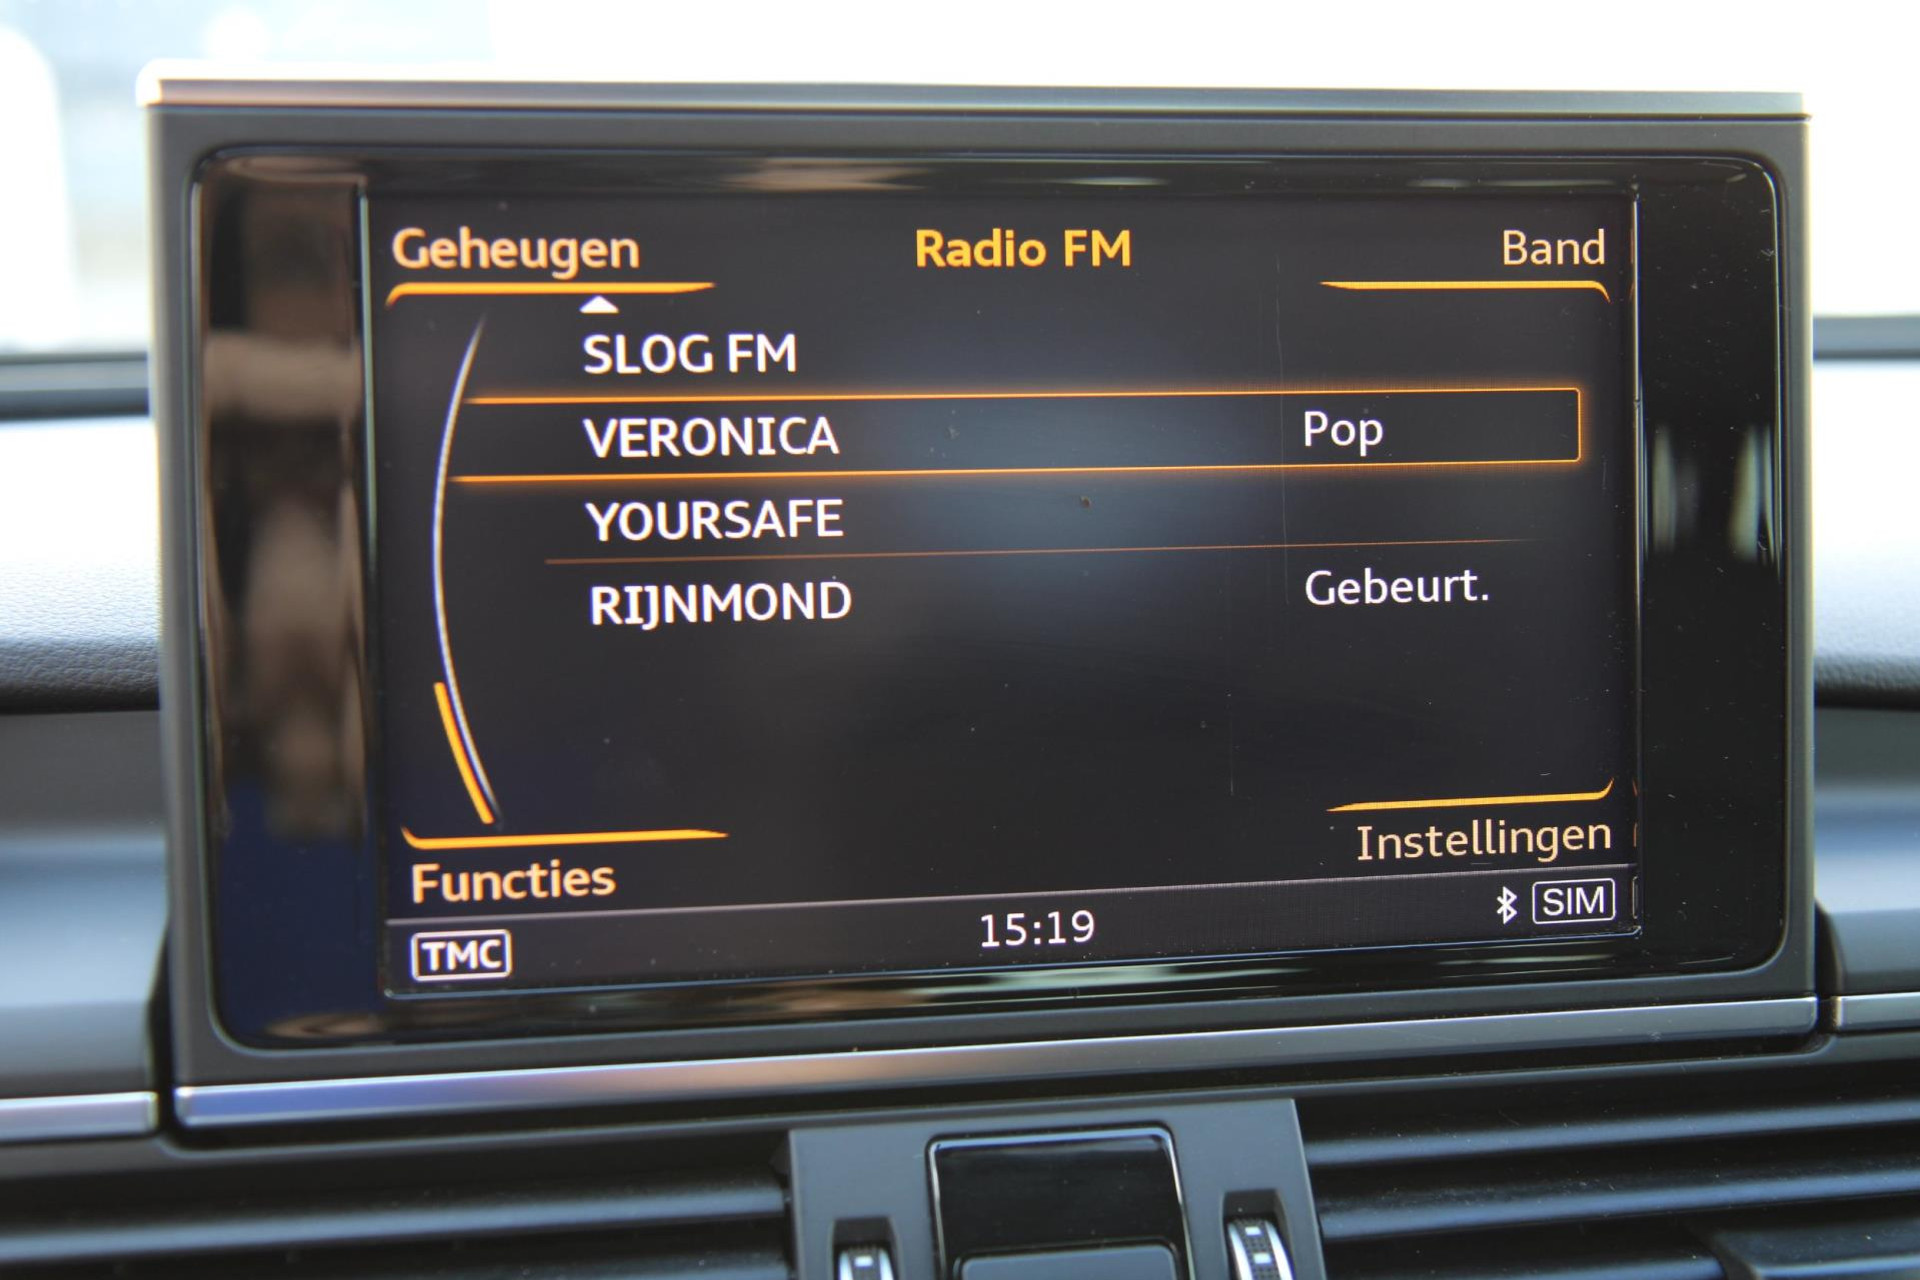 Geheugen Radio FM Band
SLOG FM
VERONICA Pop
YOURSAFE
RIJNMOND Gebeurt.
Functies Instellingen
TMC 15:19 SIM